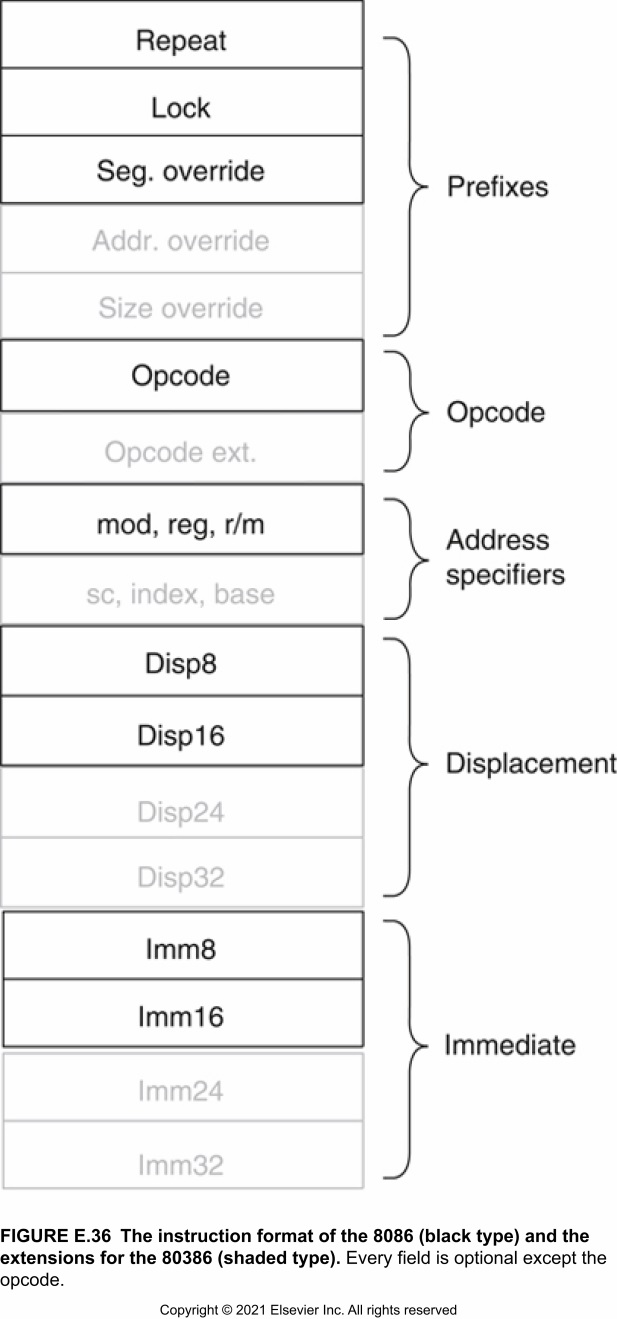 Repeat
Lock
Seg. override
Addr. override
Size override
Prefixes
Opcode
Opcode ext.
Opcode
mod, reg, r/m
sc, index, base
Address
specifiers
Disp8
Disp16
Disp24
Disp32
Displacement
Imm8
Imm16
Imm24
Imm32
Immediate
FIGURE E.36 The instruction format of the 8086 (black type) and the
extensions for the 80386 (shaded type). Every field is optional except the
opcode.
Copyright © 2021 Elsevier Inc. All rights reserved